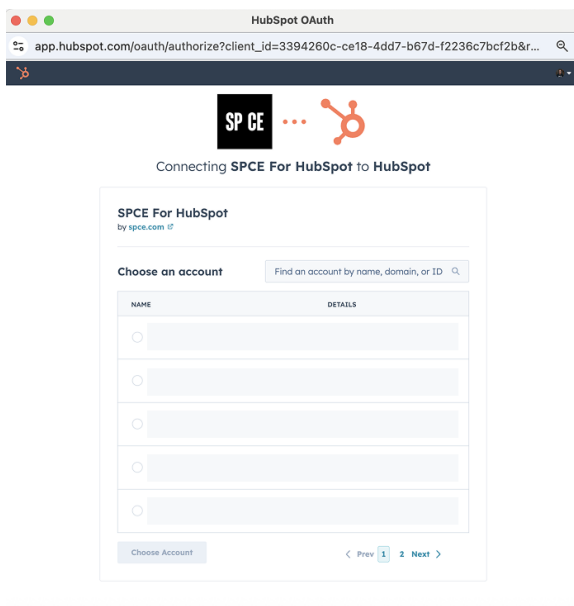 HubSpot OAuth
app.hubspot.com/oauth/authorize?client_id=3394260c-ce18-4dd7-b67d-f2236c7bcf2b&r...
SP CE
Connecting SPCE For HubSpot to HubSpot
SPCE For HubSpot
by spce.com
Choose an account
Find an account by name, domain, or ID
NAME DETAILS
Choose Account
Prev 1 2 Next